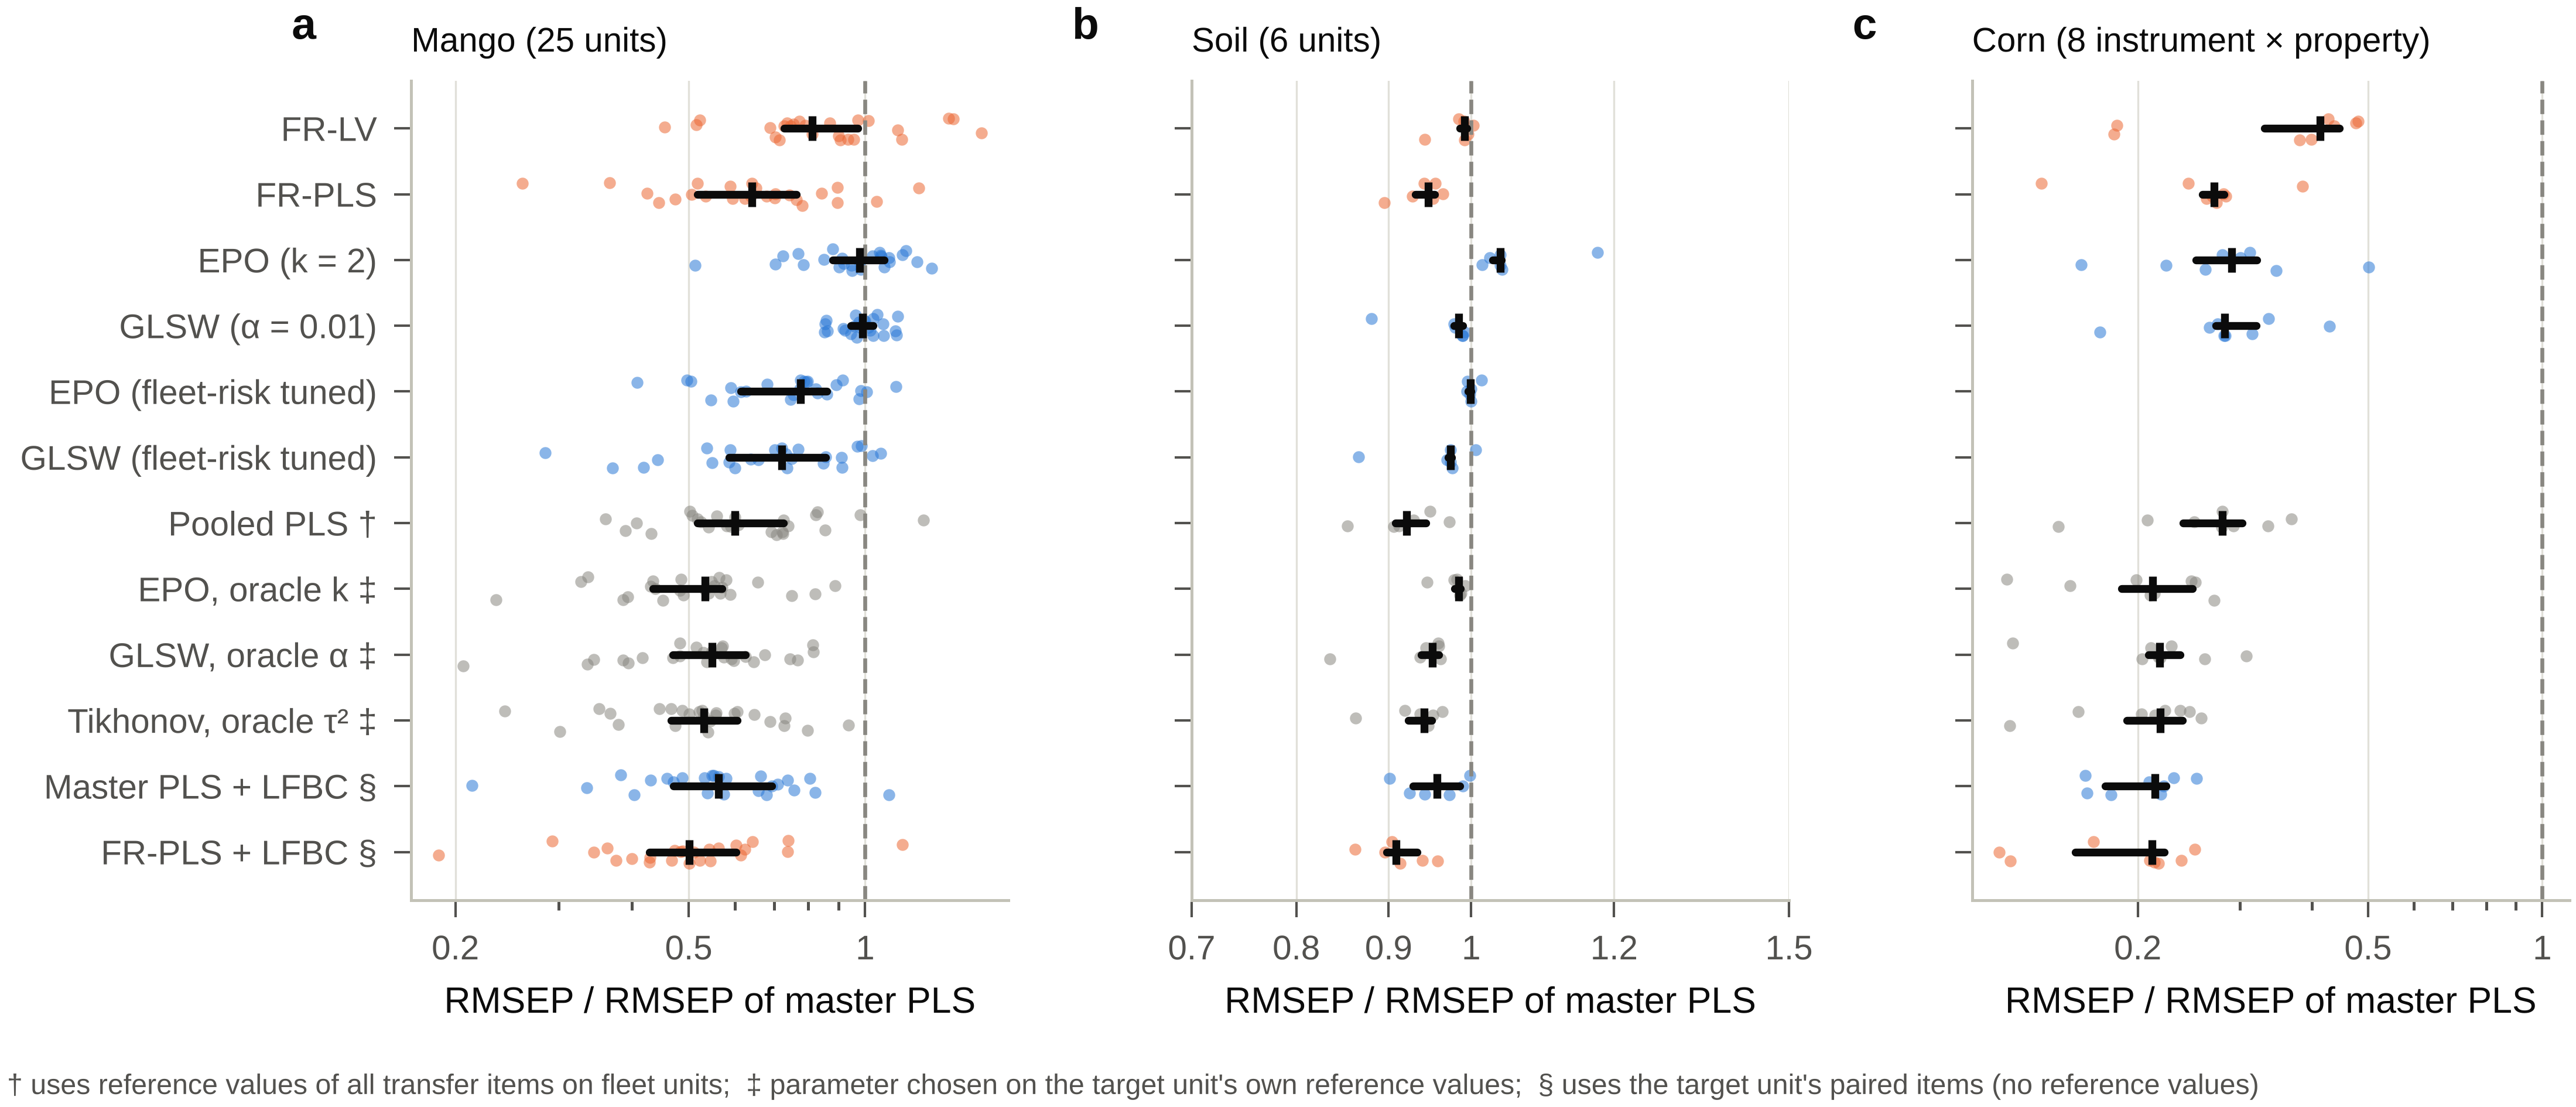 a
Mango (25 units)
b
Soil (6 units)
c
Corn (8 instrument × property)
FR-LV
FR-PLS
EPO (k = 2)
GLSW (α = 0.01)
EPO (fleet-risk tuned)
GLSW (fleet-risk tuned)
Pooled PLS †
EPO, oracle k ‡
GLSW, oracle α ‡
Tikhonov, oracle τ² ‡
Master PLS + LFBC §
FR-PLS + LFBC §
0.2 0.5 1
0.7 0.8 0.9 1 1.2 1.5
0.2 0.5 1
RMSEP / RMSEP of master PLS
RMSEP / RMSEP of master PLS
RMSEP / RMSEP of master PLS
† uses reference values of all transfer items on fleet units; ‡ parameter chosen on the target unit's own reference values; § uses the target unit's paired items (no reference values)